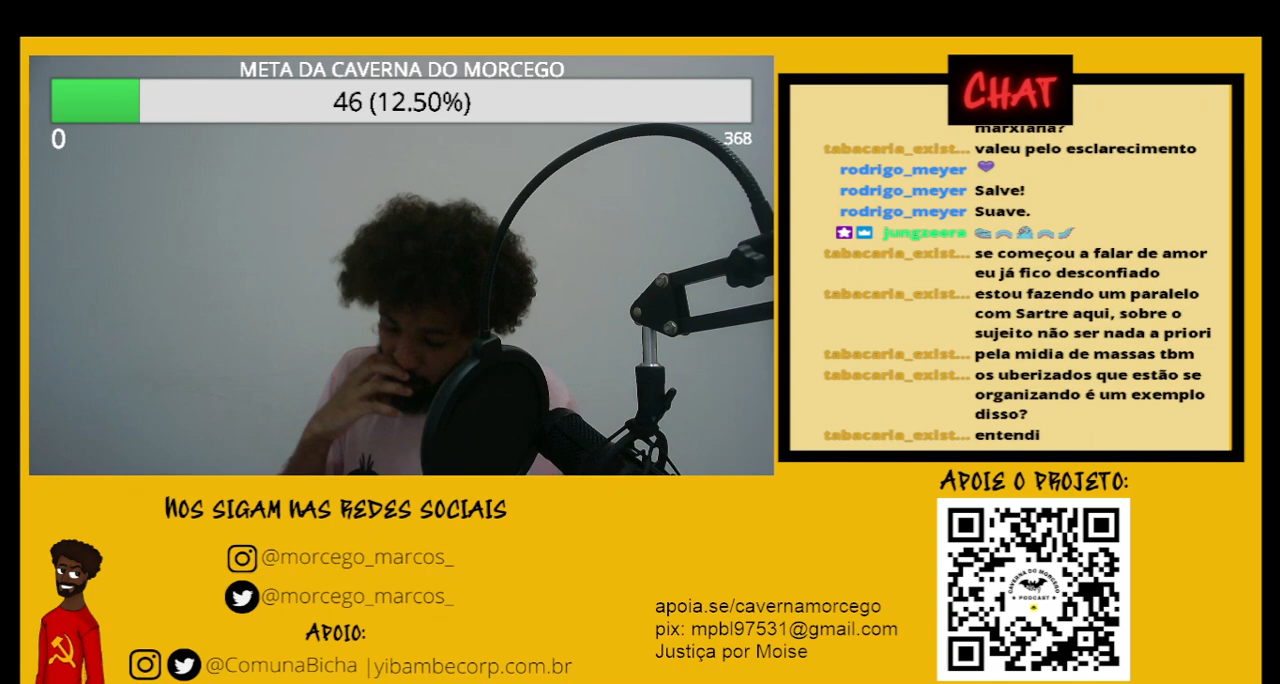 META DA CAVERNA DO MORCEGO
46 (12.50%)
0
368
CHAT
marxiana?
tabacaria_exist... valeu pelo esclarecimento
rodrigo_meyer
rodrigo_meyer Salve!
rodrigo_meyer Suave.
jungzeera
tabacaria_exist... se começou a falar de amor
eu já fico desconfiado
tabacaria_exist... estou fazendo um paralelo
com Sartre aqui, sobre o
sujeito não ser nada a priori
tabacaria_exist... pela midia de massas tbm
tabacaria_exist... os uberizados que estão se
organizando é um exemplo
disso?
tabacaria_exist... entendi
NOS SIGAM NAS REDES SOCIAIS
@morcego_marcos_
@morcego_marcos_
APOIO:
@ComunaBicha |yibambecorp.com.br
apoia.se/cavernamorcego
pix: mpbl97531@gmail.com
Justiça por Moise
APOIE O PROJETO:
CAVERNA DO MORCEGO
PODCAST